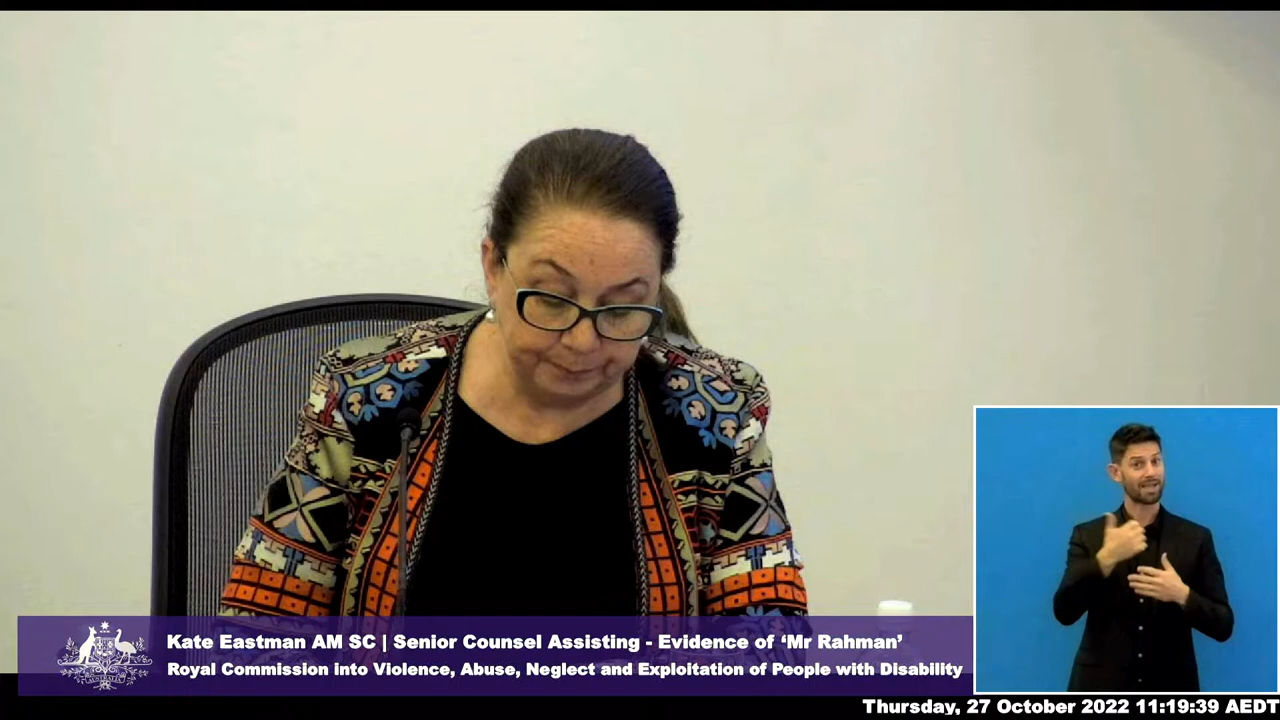 Kate Eastman AM SC | Senior Counsel Assisting - Evidence of ‘Mr Rahman’
Royal Commission into Violence, Abuse, Neglect and Exploitation of People with Disability
AUSTRALIA
Thursday, 27 October 2022 11:19:39 AEDT